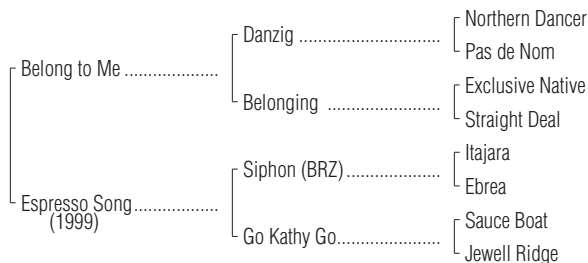 Northern Dancer
Danzig ................................
Pas de Nom
Belong to Me .....................
Exclusive Native
Belonging .........................
Straight Deal
Itajara
Siphon (BRZ).....................
Ebrea
Espresso Song...................
(1999)
Sauce Boat
Go Kathy Go.......................
Jewell Ridge